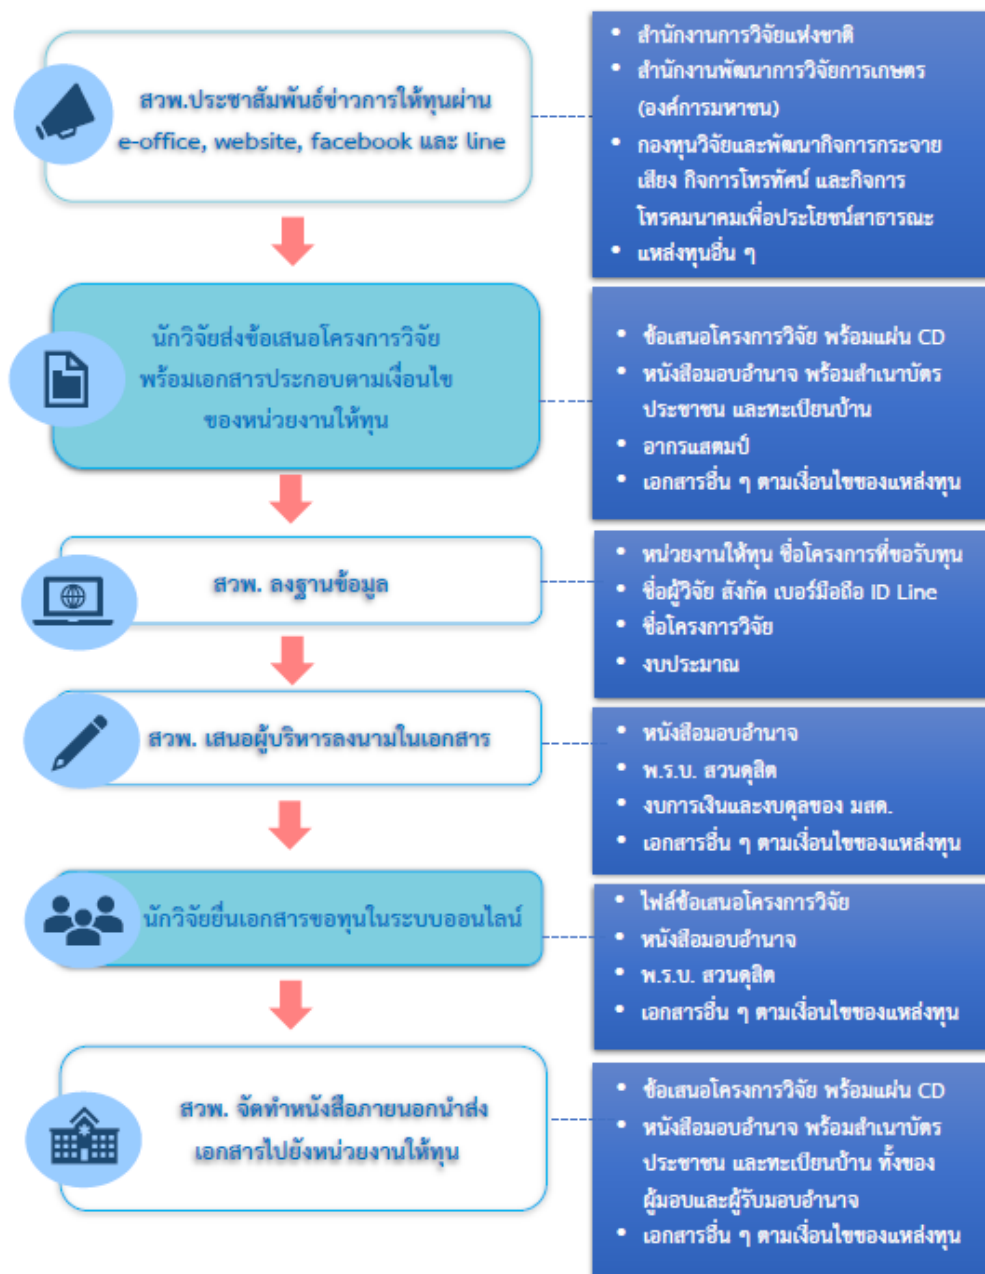 สวพ.ประชาสัมพันธ์ข่าวการให้ทุนผ่าน
e-office, website, facebook และ line
• สำนักงานการวิจัยแห่งชาติ
• สำนักงานพัฒนาการวิจัยการเกษตร
(องค์การมหาชน)
• กองทุนวิจัยและพัฒนากิจการกระจาย
เสียง กิจการโทรทัศน์ และกิจการ
โทรคมนาคมเพื่อประโยชน์สาธารณะ
• แหล่งทุนอื่น ๆ
นักวิจัยส่งข้อเสนอโครงการวิจัย
พร้อมเอกสารประกอบตามเงื่อนไข
ของหน่วยงานให้ทุน
• ข้อเสนอโครงการวิจัย พร้อมแผ่น CD
• หนังสือมอบอำนาจ พร้อมสำเนาบัตร
ประชาชน และทะเบียนบ้าน
• อากรแสตมป์
• เอกสารอื่น ๆ ตามเงื่อนไขของแหล่งทุน
สวพ. ลงฐานข้อมูล
• หน่วยงานให้ทุน ชื่อโครงการที่ขอรับทุน
• ชื่อผู้วิจัย สังกัด เบอร์มือถือ ID Line
• ชื่อโครงการวิจัย
• งบประมาณ
สวพ. เสนอผู้บริหารลงนามในเอกสาร
• หนังสือมอบอำนาจ
• พ.ร.บ. สวนดุสิต
• งบการเงินและงบดุลของ มสด.
• เอกสารอื่น ๆ ตามเงื่อนไขของแหล่งทุน
นักวิจัยยื่นเอกสารขอทุนในระบบออนไลน์
• ไฟล์ข้อเสนอโครงการวิจัย
• หนังสือมอบอำนาจ
• พ.ร.บ. สวนดุสิต
• เอกสารอื่น ๆ ตามเงื่อนไขของแหล่งทุน
สวพ. จัดทำหนังสือภายนอกนำส่ง
เอกสารไปยังหน่วยงานให้ทุน
• ข้อเสนอโครงการวิจัย พร้อมแผ่น CD
• หนังสือมอบอำนาจ พร้อมสำเนาบัตร
ประชาชน และทะเบียนบ้าน ทั้งของ
ผู้มอบและผู้รับมอบอำนาจ
• เอกสารอื่น ๆ ตามเงื่อนไขของแหล่งทุน